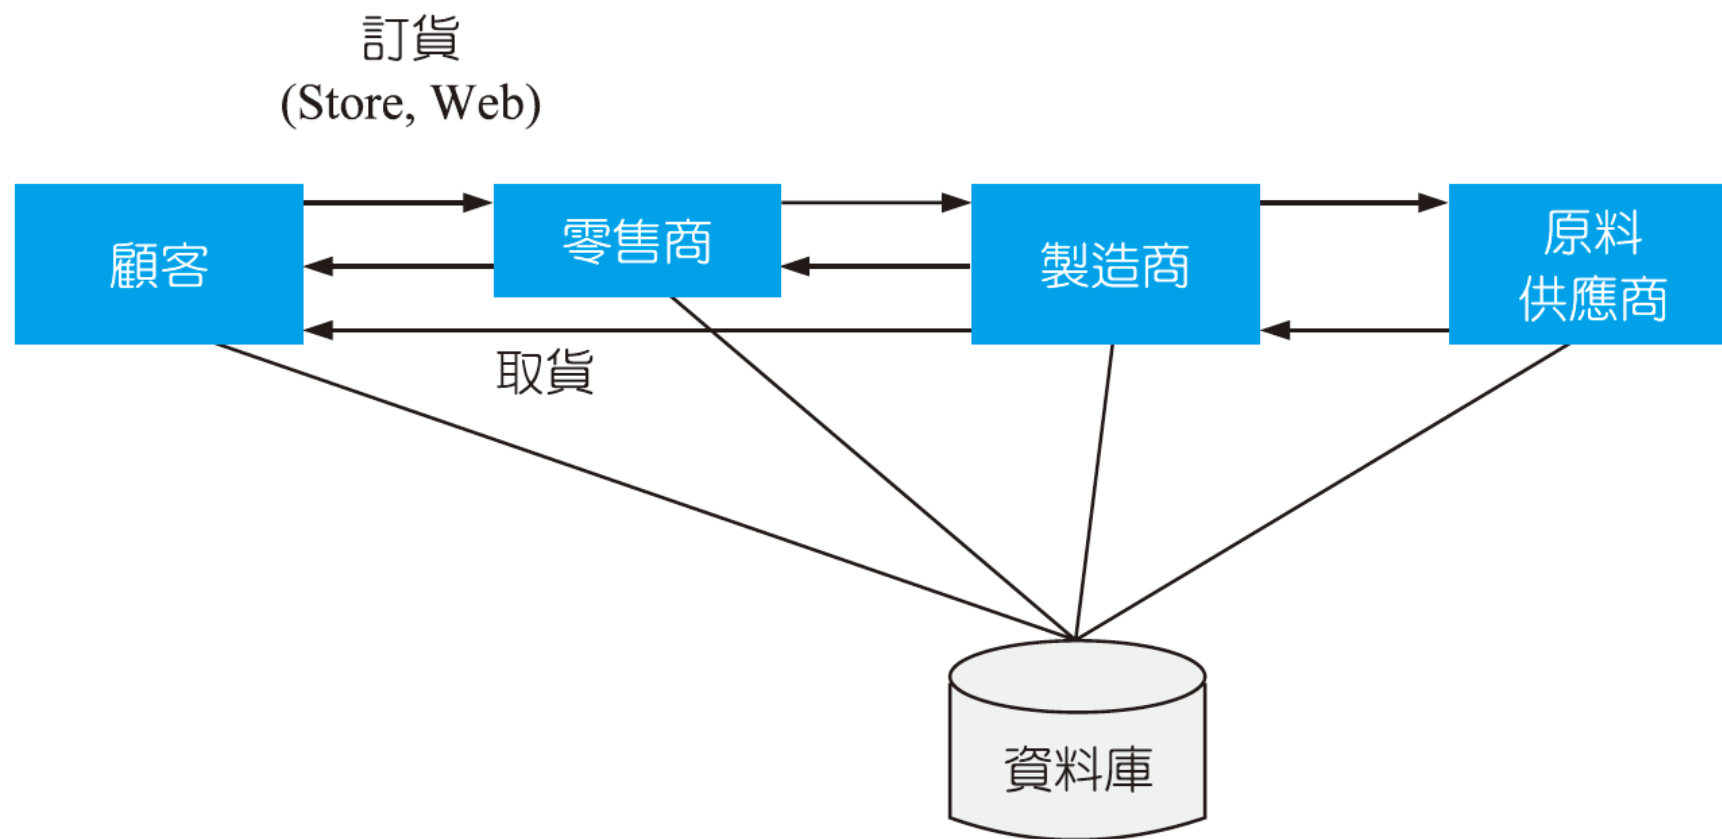 訂貨
(Store, Web)
顧客
零售商
製造商
原料
供應商
取貨
資料庫